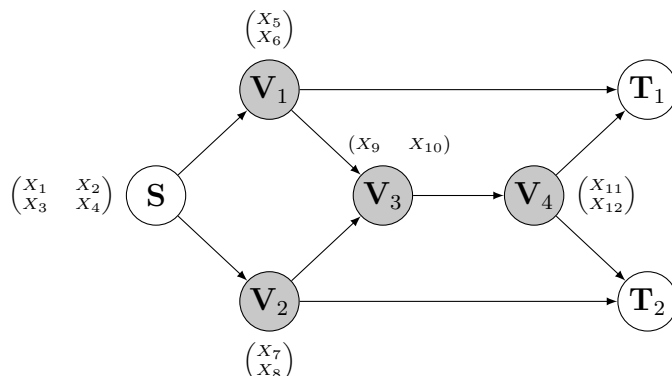 (X₅
X₆)
V₁
T₁
(X₉ X₁₀)
(X₁ X₂
X₃ X₄)
S
V₃
V₄
(X₁₁
X₁₂)
V₂
T₂
(X₇
X₈)